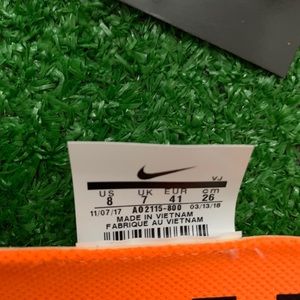 VJ
US UK EUR cm
8 7 41 26
11/07/17 AO2115-800 03/13/18
MADE IN VIETNAM
FABRIQUE AU VIETNAM